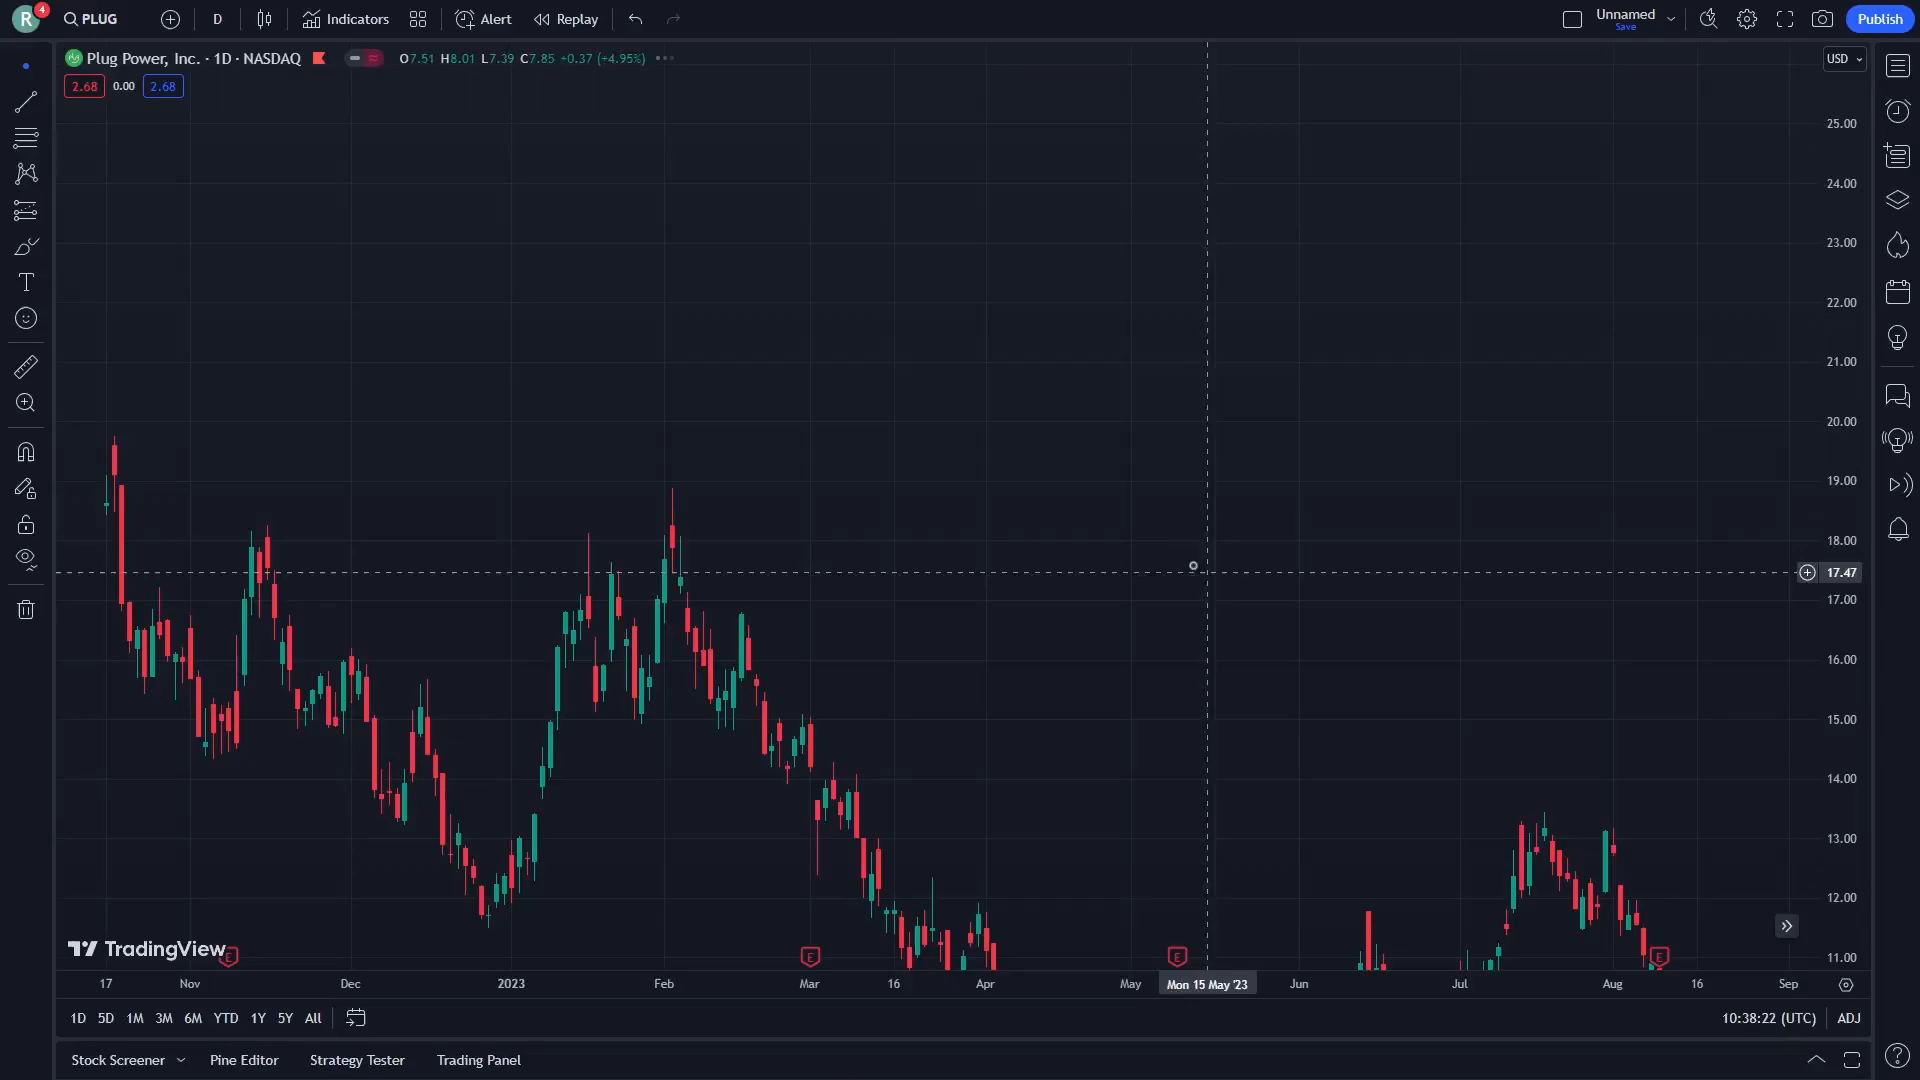 R 4 PLUG D Indicators Alert Replay Unnamed Save Publish
Plug Power, Inc. · 1D · NASDAQ O7.51 H8.01 L7.39 C7.85 +0.37 (+4.95%) USD
2.68 0.00 2.68
25.00
24.00
23.00
22.00
21.00
20.00
19.00
18.00
17.47
17.00
16.00
15.00
14.00
13.00
12.00
11.00
TradingView E E E E
17 Nov Dec 2023 Feb Mar 16 Apr May Mon 15 May '23 Jun Jul Aug 16 Sep
1D 5D 1M 3M 6M YTD 1Y 5Y All 10:38:22 (UTC) ADJ
Stock Screener Pine Editor Strategy Tester Trading Panel